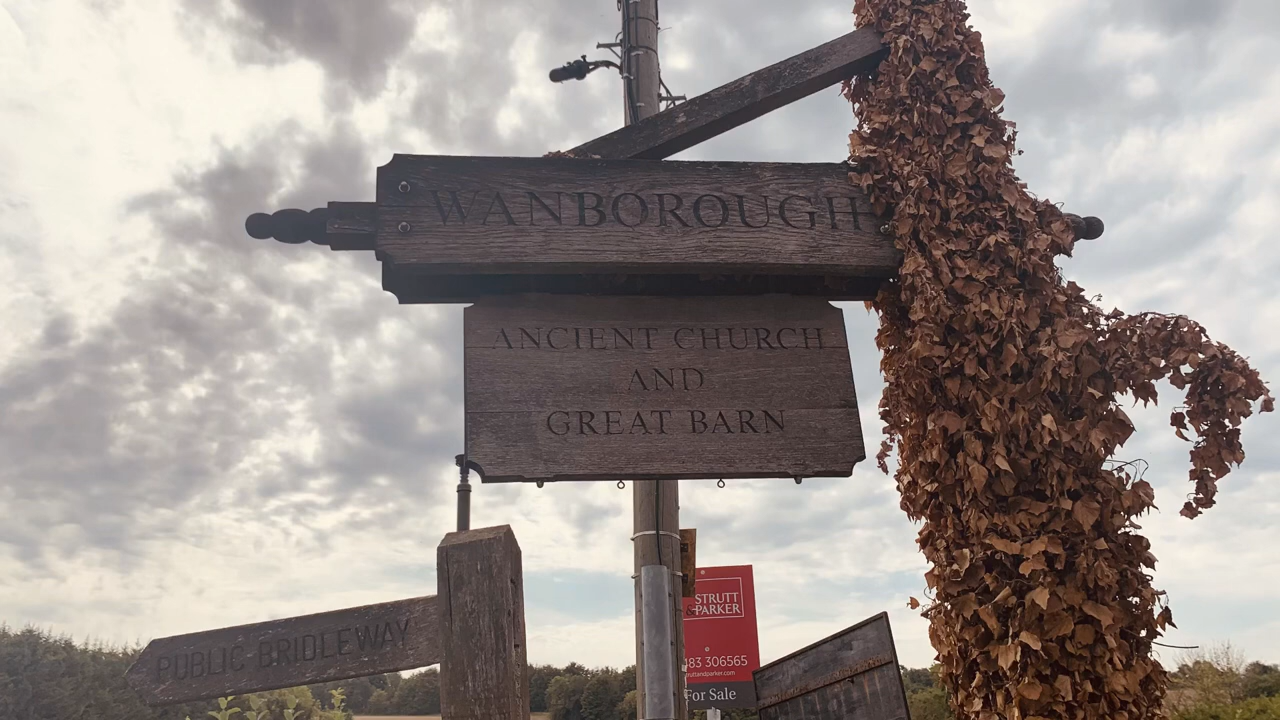 WANBOROUGH
ANCIENT CHURCH
AND
GREAT BARN
PUBLIC BRIDLEWAY
STRUTT
&PARKER
483 306565
struttandparker.com
For Sale